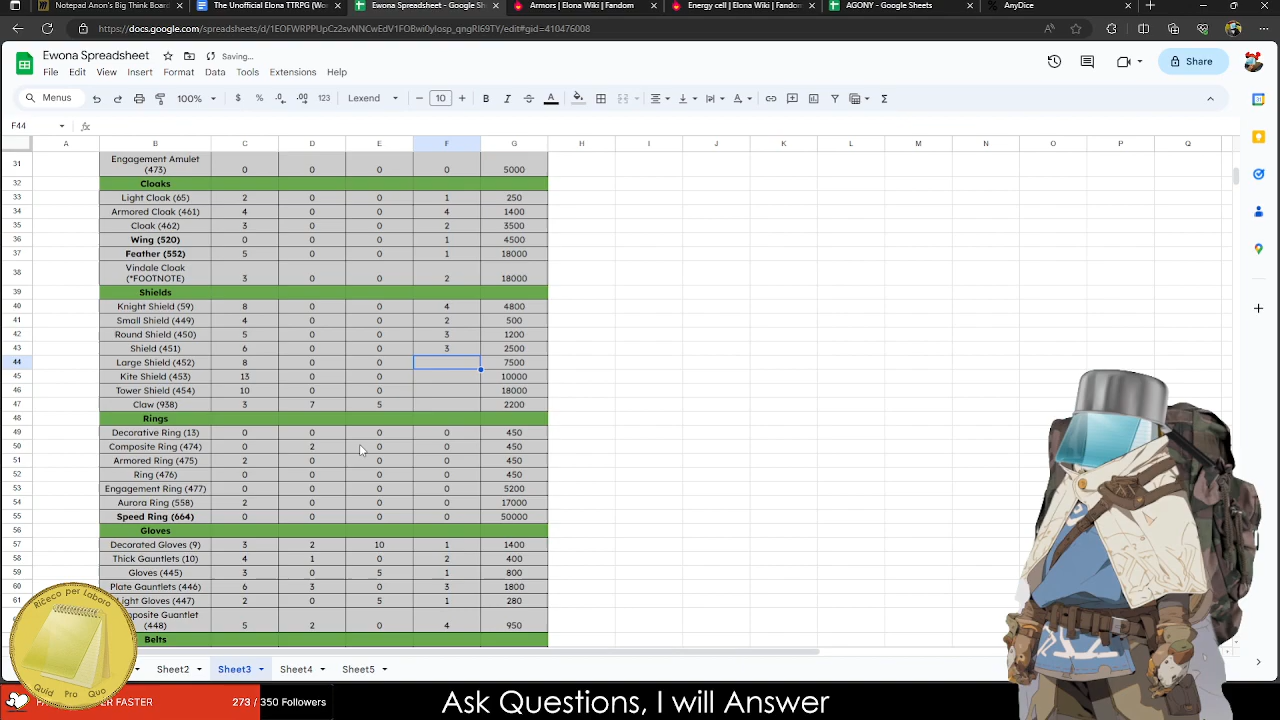 Notepad Anon's Big Think Board
The Unofficial Elona TTRPG (Wo
Ewona Spreadsheet - Google Sh
Armors | Elona Wiki | Fandom
Energy cell | Elona Wiki | Fandom
AGONY - Google Sheets
AnyDice
https://docs.google.com/spreadsheets/d/1EOFWRPPUpCz2svNNCwEdV1FOBwi0yIosp_qngRl69TY/edit#gid=410476008
Ewona Spreadsheet Saving...
File Edit View Insert Format Data Tools Extensions Help
Share
Menus 100% $ % .0 .00 123 Lexend 10 B I A
F44 fx
A B C D E F G H I J K L M N O P Q
31 Engagement Amulet (473) 0 0 0 0 5000
32 Cloaks
33 Light Cloak (65) 2 0 0 1 250
34 Armored Cloak (461) 4 0 0 4 1400
35 Cloak (462) 3 0 0 2 3500
36 Wing (520) 0 0 0 1 4500
37 Feather (552) 5 0 0 1 18000
38 Vindale Cloak (*FOOTNOTE) 3 0 0 2 18000
39 Shields
40 Knight Shield (59) 8 0 0 4 4800
41 Small Shield (449) 4 0 0 2 500
42 Round Shield (450) 5 0 0 3 1200
43 Shield (451) 6 0 0 3 2500
44 Large Shield (452) 8 0 0 7500
45 Kite Shield (453) 13 0 0 10000
46 Tower Shield (454) 10 0 0 18000
47 Claw (938) 3 7 5 2200
48 Rings
49 Decorative Ring (13) 0 0 0 0 450
50 Composite Ring (474) 0 2 0 0 450
51 Armored Ring (475) 2 0 0 0 450
52 Ring (476) 0 0 0 0 450
53 Engagement Ring (477) 0 0 0 0 5200
54 Aurora Ring (558) 2 0 0 0 17000
55 Speed Ring (664) 0 0 0 0 50000
56 Gloves
57 Decorated Gloves (9) 3 2 10 1 1400
58 Thick Gauntlets (10) 4 1 0 2 400
59 Gloves (445) 3 0 5 1 800
60 Plate Gauntlets (446) 6 3 0 3 1800
61 Light Gloves (447) 2 0 5 1 280
Guantlet (448) 5 2 0 4 950
Belts
Sheet2 Sheet3 Sheet4 Sheet5
Riĉeco per Laboro
Quid Pro Quo
FASTER 273 / 350 Followers
Ask Questions, I will Answer